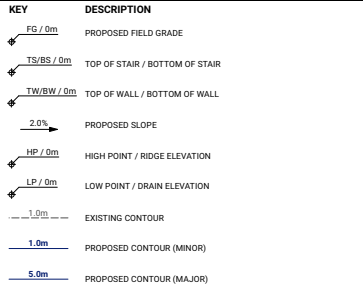 KEY DESCRIPTION
FG / 0m PROPOSED FIELD GRADE
TS/BS / 0m TOP OF STAIR / BOTTOM OF STAIR
TW/BW / 0m TOP OF WALL / BOTTOM OF WALL
2.0% PROPOSED SLOPE
HP / 0m HIGH POINT / RIDGE ELEVATION
LP / 0m LOW POINT / DRAIN ELEVATION
1.0m EXISTING CONTOUR
1.0m PROPOSED CONTOUR (MINOR)
5.0m PROPOSED CONTOUR (MAJOR)